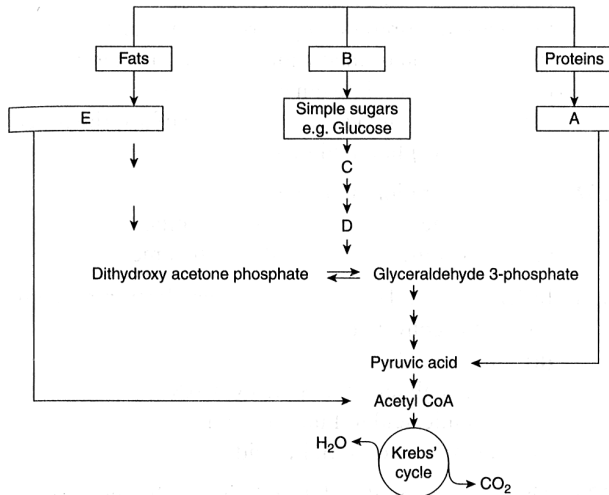 Fats
B
Proteins
E
Simple sugars
e.g. Glucose
A
C
D
Dithydroxy acetone phosphate
Glyceraldehyde 3-phosphate
Pyruvic acid
Acetyl CoA
H₂O
Krebs'
cycle
CO₂